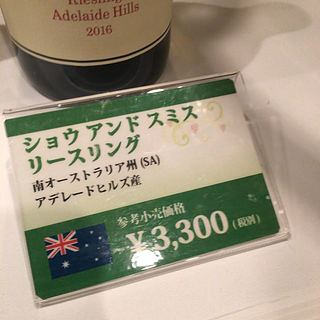 Riesling
Adelaide Hills
2016
ショウ アンド スミス
リースリング
南オーストラリア州 (SA)
アデレードヒルズ産
参考小売価格
¥3,300 (税別)